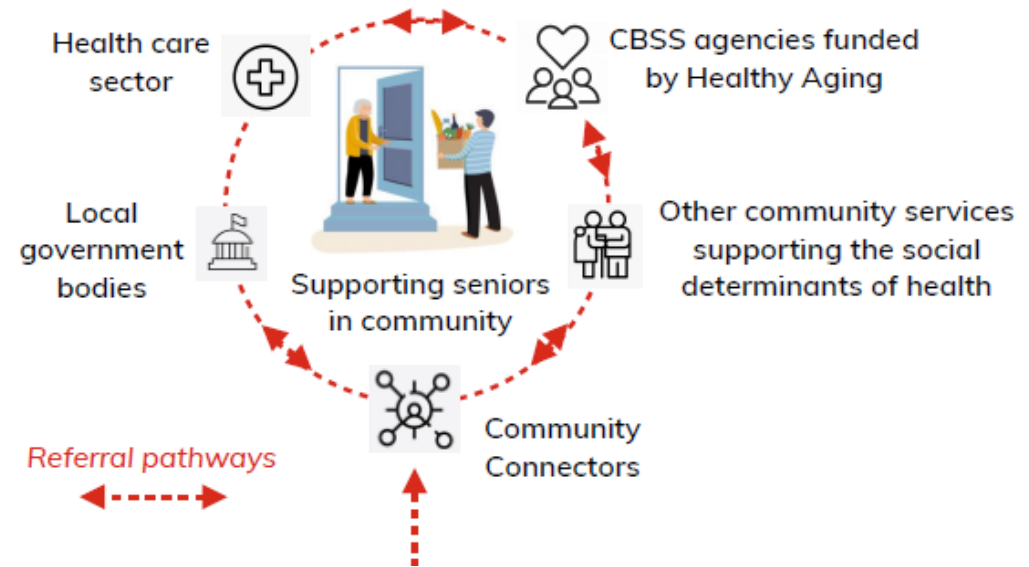 Health care
sector
CBSS agencies funded
by Healthy Aging
Local
government
bodies
Other community services
supporting the social
determinants of health
Supporting seniors
in community
Community
Connectors
Referral pathways